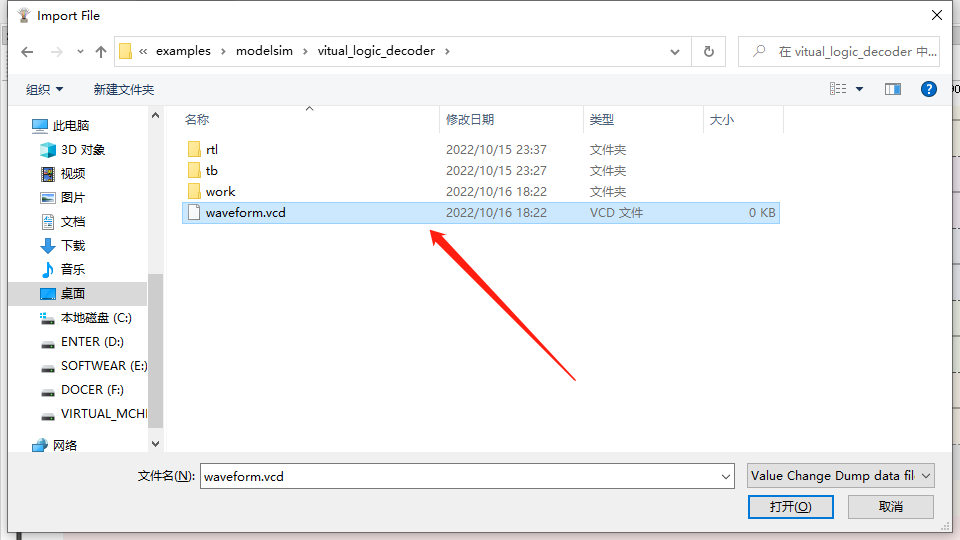 Import File
« examples › modelsim › vitual_logic_decoder ›
在 vitual_logic_decoder 中...
组织
新建文件夹
名称 修改日期 类型 大小
此电脑
3D 对象
视频
图片
文档
下载
音乐
桌面
本地磁盘 (C:)
ENTER (D:)
SOFTWEAR (E:)
DOCER (F:)
VIRTUAL_MCHI
网络
rtl 2022/10/15 23:37 文件夹
tb 2022/10/15 23:27 文件夹
work 2022/10/16 18:22 文件夹
waveform.vcd 2022/10/16 18:22 VCD 文件 0 KB
文件名(N): waveform.vcd
Value Change Dump data fil
打开(O) 取消